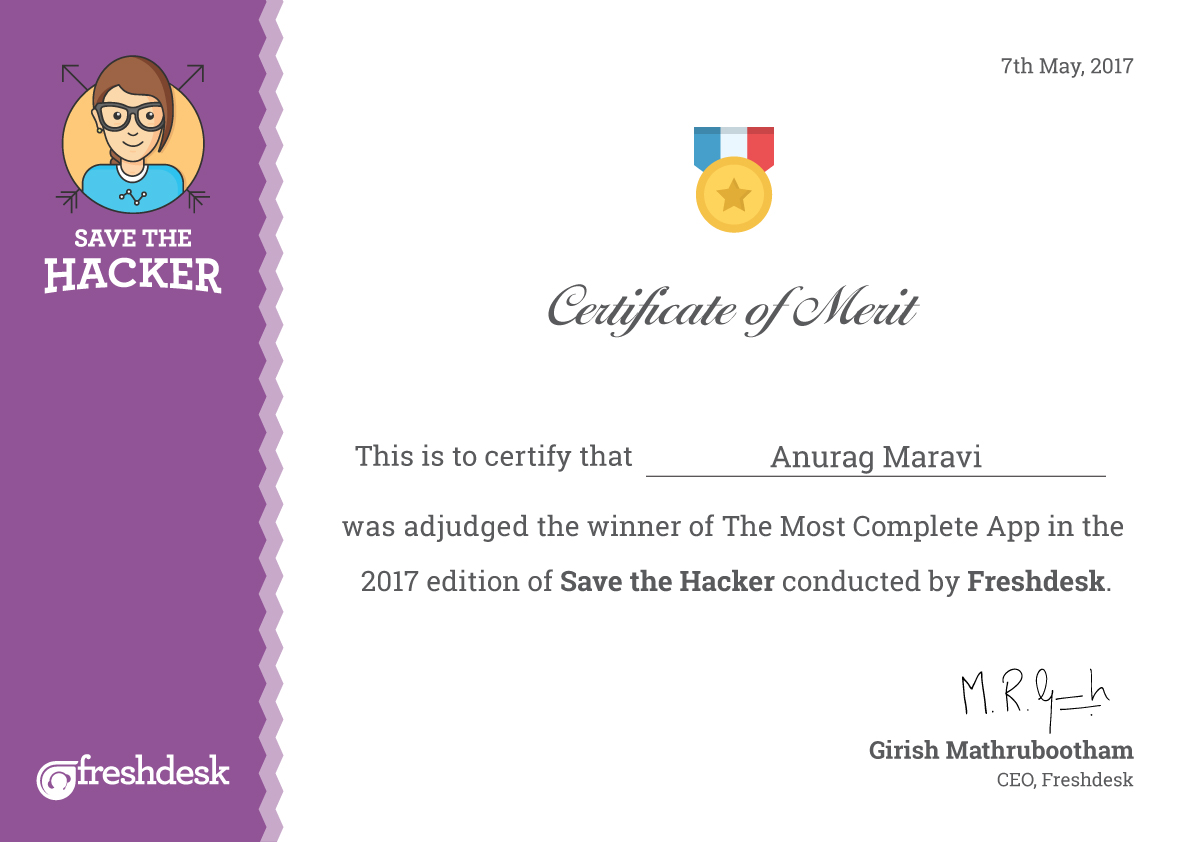 SAVE THE
HACKER
7th May, 2017
Certificate of Merit
This is to certify that Anurag Maravi
was adjudged the winner of The Most Complete App in the
2017 edition of Save the Hacker conducted by Freshdesk.
M.R.G
Girish Mathrubootham
CEO, Freshdesk
freshdesk